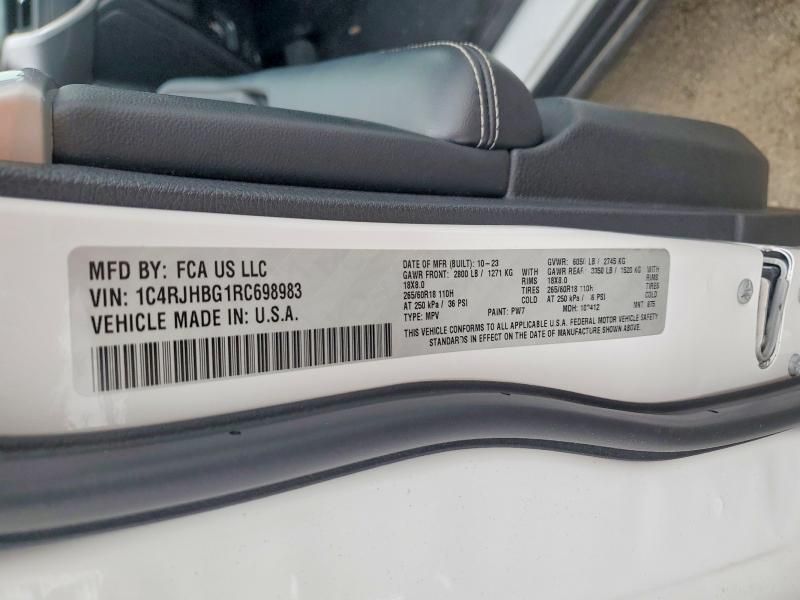 MFD BY: FCA US LLC
VIN: 1C4RJHBG1RC698983
VEHICLE MADE IN: U.S.A.
DATE OF MFR (BUILT): 10-23
GAWR FRONT: 2800 LB / 1271 KG WITH
18X8.0 RIMS
265/60R18 110H TIRES
AT 250 kPa / 36 PSI
TYPE: MPV PAINT: PW7
GVWR: LB / 2745 KG
GAWR REAR: 3350 LB / 1520 KG WITH
18X8.0 RIMS
265/60R18 110H TIRES
AT 250 kPa / 36 PSI
MDH: MNT 875
THIS VEHICLE CONFORMS TO ALL APPLICABLE U.S.A. FEDERAL MOTOR VEHICLE SAFETY
STANDARDS IN EFFECT ON THE DATE OF MANUFACTURE SHOWN ABOVE.